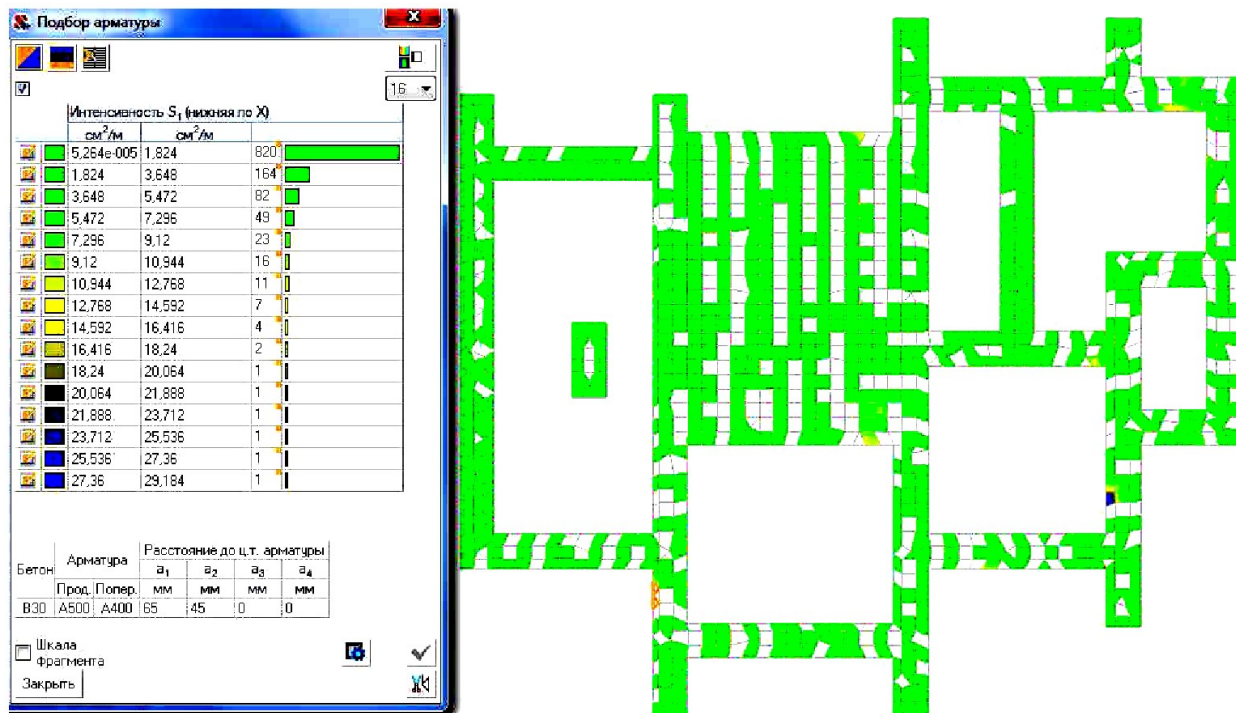 Подбор арматуры
16
Интенсивность S1 (нижняя по X)
см2/м см2/м
5,264e-005 1,824 820
1,824 3,648 164
3,648 5,472 82
5,472 7,296 49
7,296 9,12 23
9,12 10,944 16
10,944 12,768 11
12,768 14,592 7
14,592 16,416 4
16,416 18,24 2
18,24 20,064 1
20,064 21,888 1
21,888 23,712 1
23,712 25,536 1
25,536 27,36 1
27,36 29,184 1
Бетон Арматура Расстояние до ц.т. арматуры
a1 a2 a3 a4
Прод. Попер. мм мм мм мм
B30 A500 A400 65 45 0 0
Шкала
фрагмента
Закрыть